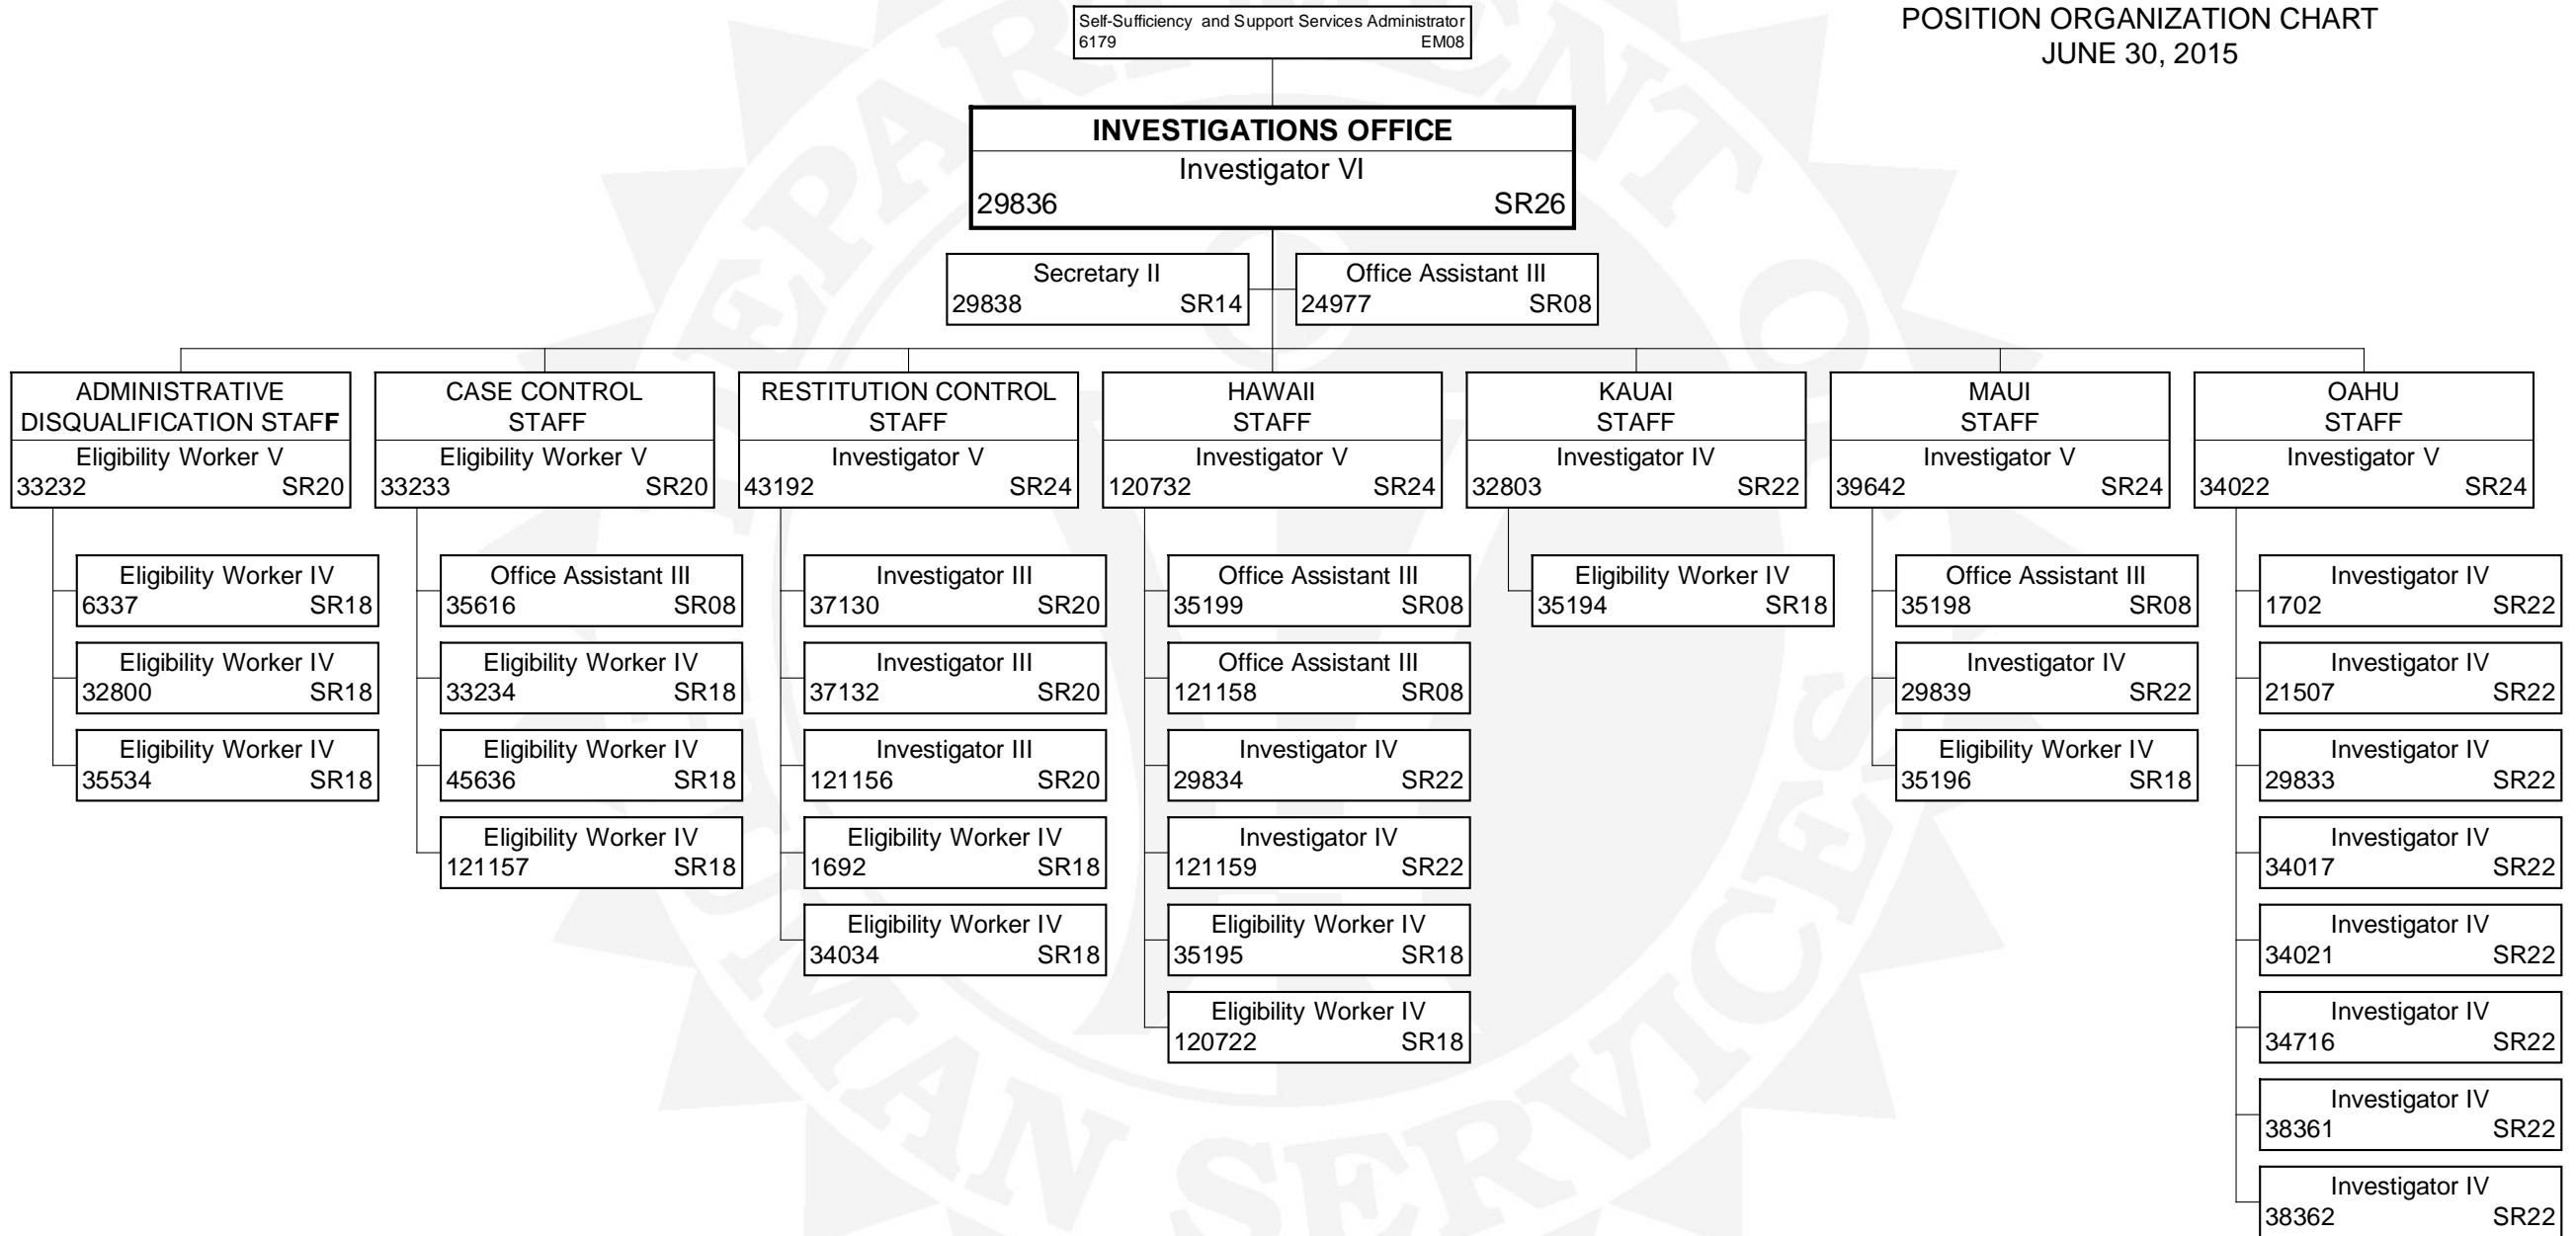 POSITION ORGANIZATION CHART
JUNE 30, 2015
Self-Sufficiency and Support Services Administrator
6179 EM08
INVESTIGATIONS OFFICE
Investigator VI
29836 SR26
Secretary II
29838 SR14
Office Assistant III
24977 SR08
ADMINISTRATIVE
DISQUALIFICATION STAFF
Eligibility Worker V
33232 SR20
Eligibility Worker IV
6337 SR18
Eligibility Worker IV
32800 SR18
Eligibility Worker IV
35534 SR18
CASE CONTROL
STAFF
Eligibility Worker V
33233 SR20
Office Assistant III
35616 SR08
Eligibility Worker IV
33234 SR18
Eligibility Worker IV
45636 SR18
Eligibility Worker IV
121157 SR18
RESTITUTION CONTROL
STAFF
Investigator V
43192 SR24
Investigator III
37130 SR20
Investigator III
37132 SR20
Investigator III
121156 SR20
Eligibility Worker IV
1692 SR18
Eligibility Worker IV
34034 SR18
HAWAII
STAFF
Investigator V
120732 SR24
Office Assistant III
35199 SR08
Office Assistant III
121158 SR08
Investigator IV
29834 SR22
Investigator IV
121159 SR22
Eligibility Worker IV
35195 SR18
Eligibility Worker IV
120722 SR18
KAUAI
STAFF
Investigator IV
32803 SR22
Eligibility Worker IV
35194 SR18
MAUI
STAFF
Investigator V
39642 SR24
Office Assistant III
35198 SR08
Investigator IV
29839 SR22
Eligibility Worker IV
35196 SR18
OAHU
STAFF
Investigator V
34022 SR24
Investigator IV
1702 SR22
Investigator IV
21507 SR22
Investigator IV
29833 SR22
Investigator IV
34017 SR22
Investigator IV
34021 SR22
Investigator IV
34716 SR22
Investigator IV
38361 SR22
Investigator IV
38362 SR22